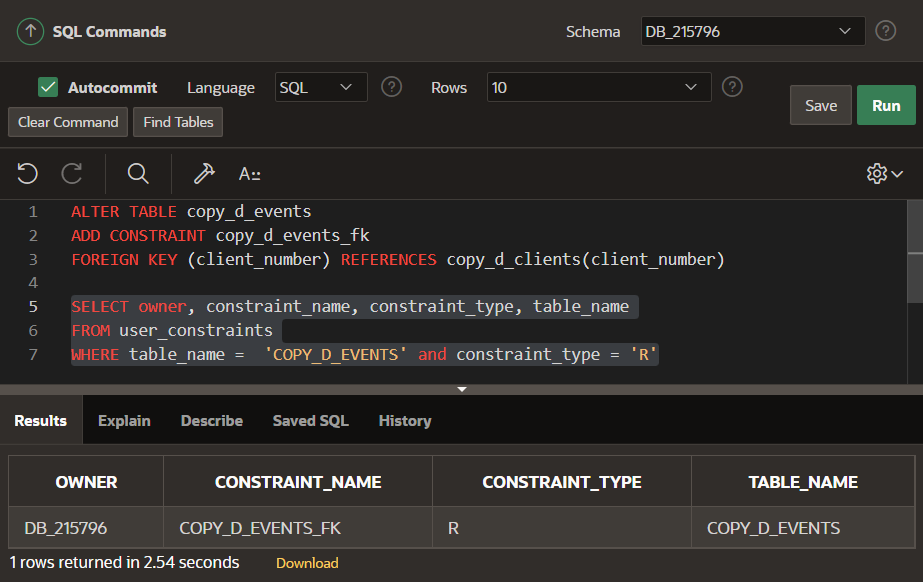 SQL Commands
Schema DB_215796 ?
Autocommit Language SQL ? Rows 10 ?
Clear Command Find Tables Save Run
A::
1 ALTER TABLE copy_d_events
2 ADD CONSTRAINT copy_d_events_fk
3 FOREIGN KEY (client_number) REFERENCES copy_d_clients(client_number)
4
5 SELECT owner, constraint_name, constraint_type, table_name
6 FROM user_constraints
7 WHERE table_name =  'COPY_D_EVENTS' and constraint_type = 'R'
Results Explain Describe Saved SQL History
OWNER CONSTRAINT_NAME CONSTRAINT_TYPE TABLE_NAME
DB_215796 COPY_D_EVENTS_FK R COPY_D_EVENTS
1 rows returned in 2.54 seconds Download